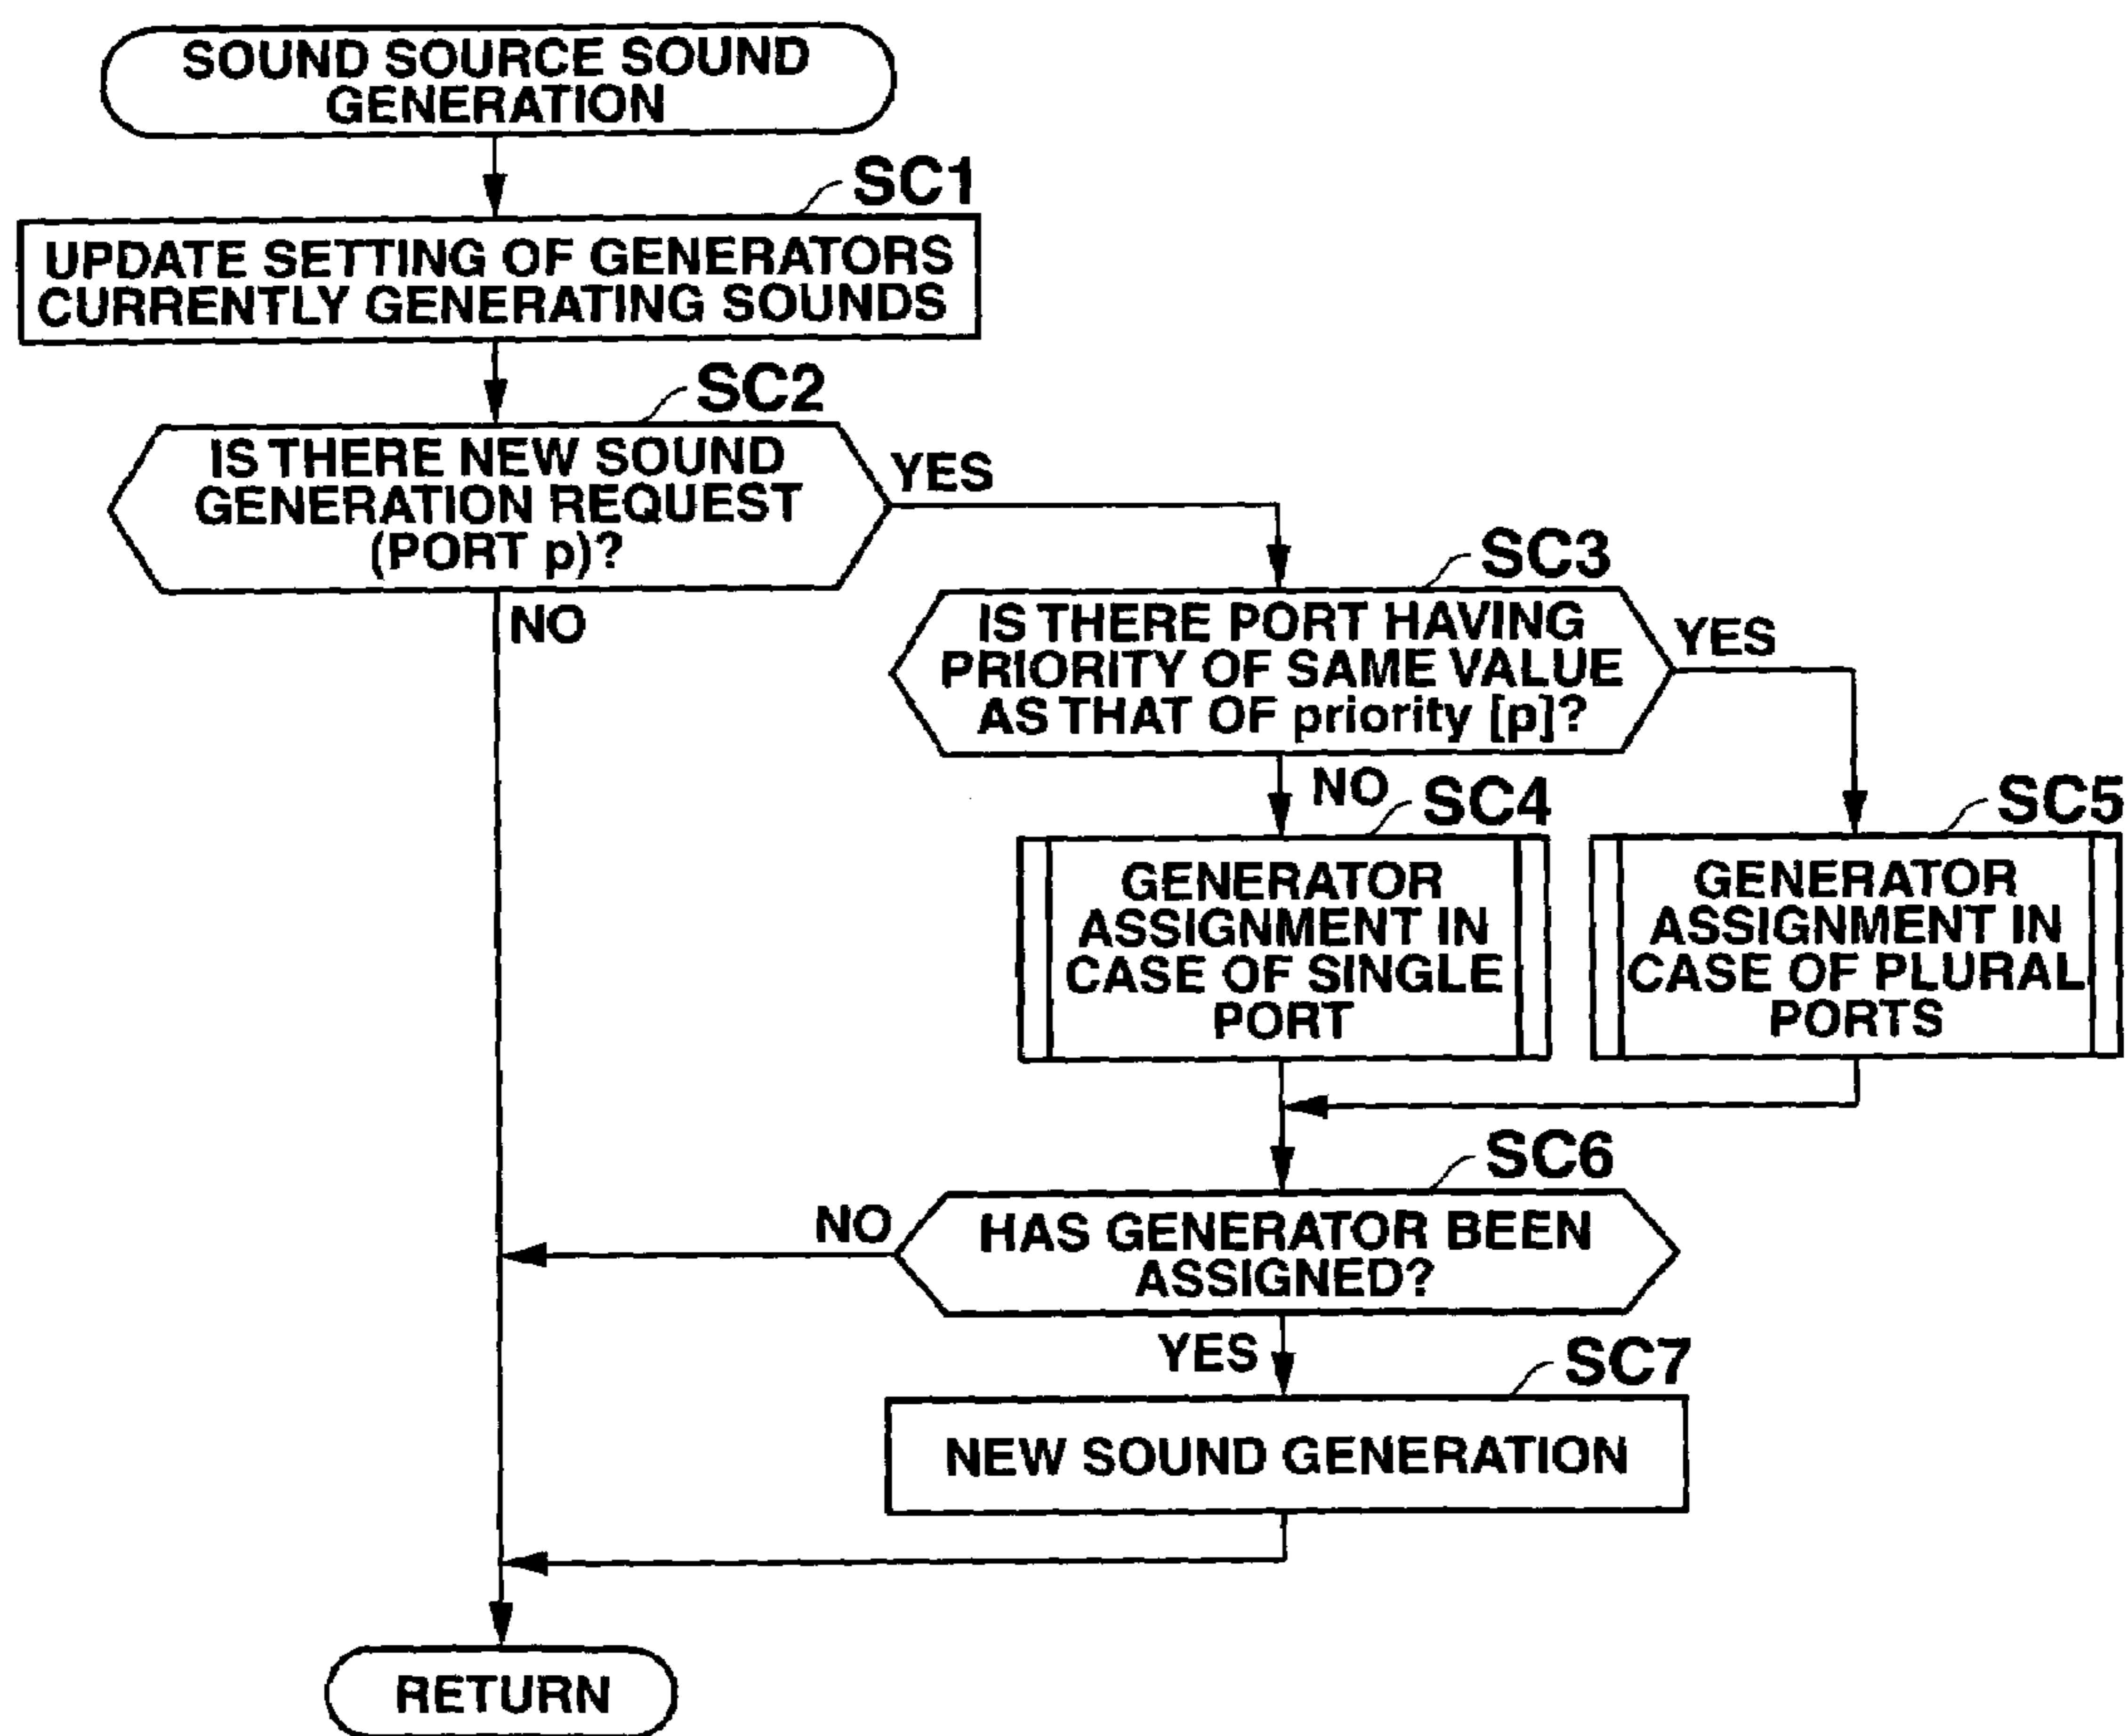 SOUND SOURCE SOUND
GENERATION
SC1
UPDATE SETTING OF GENERATORS
CURRENTLY GENERATING SOUNDS
SC2
IS THERE NEW SOUND
GENERATION REQUEST
(PORT p)?
YES
NO
SC3
IS THERE PORT HAVING
PRIORITY OF SAME VALUE
AS THAT OF priority [p]?
YES
NO
SC4
GENERATOR
ASSIGNMENT IN
CASE OF SINGLE
PORT
SC5
GENERATOR
ASSIGNMENT IN
CASE OF PLURAL
PORTS
SC6
HAS GENERATOR BEEN
ASSIGNED?
NO
YES
SC7
NEW SOUND GENERATION
RETURN